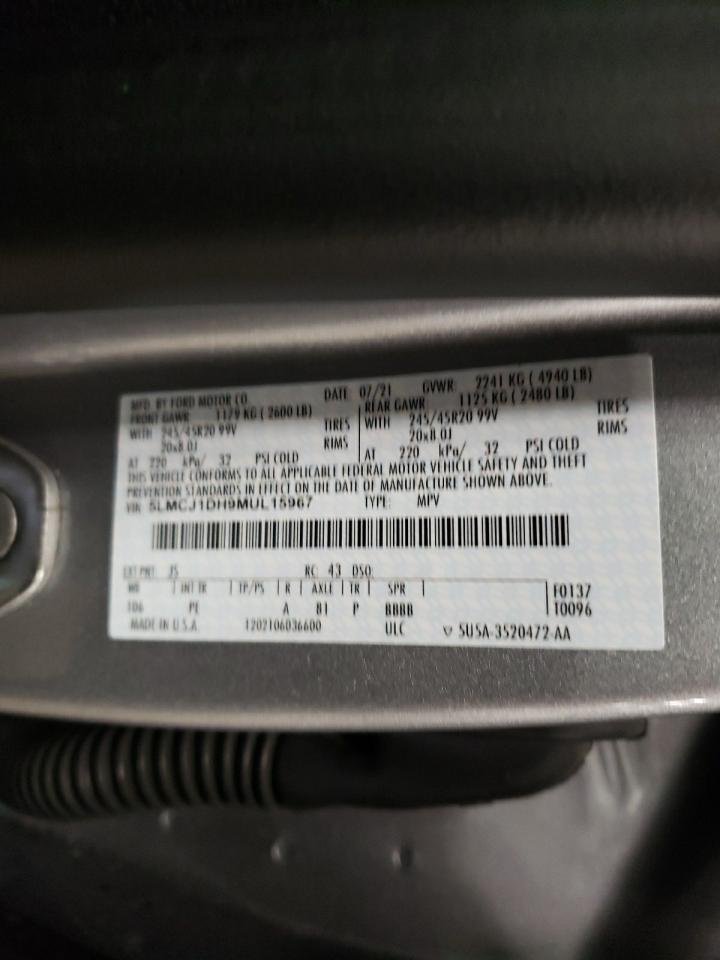 MFD. BY FORD MOTOR CO. DATE: 07/21 GVWR: 2241 KG ( 4940 LB)
FRONT GAWR: 1179 KG ( 2600 LB) REAR GAWR: 1125 KG ( 2480 LB)
WITH 245/45R20 99V TIRES WITH 245/45R20 99V TIRES
20x8.0J RIMS 20x8.0J RIMS
AT 220 kPa/ 32 PSI COLD AT 220 kPa/ 32 PSI COLD
THIS VEHICLE CONFORMS TO ALL APPLICABLE FEDERAL MOTOR VEHICLE SAFETY AND THEFT
PREVENTION STANDARDS IN EFFECT ON THE DATE OF MANUFACTURE SHOWN ABOVE.
VIN: 5LMCJ1DH9MUL15967 TYPE: MPV
EXT PNT: JS RC: 43 DSO:
WB INT TR TP/PS R AXLE TR SPR F0137
106 PE A 81 P BBBB T0096
MADE IN U.S.A. 1202106036600 ULC 5U5A-3520472-AA